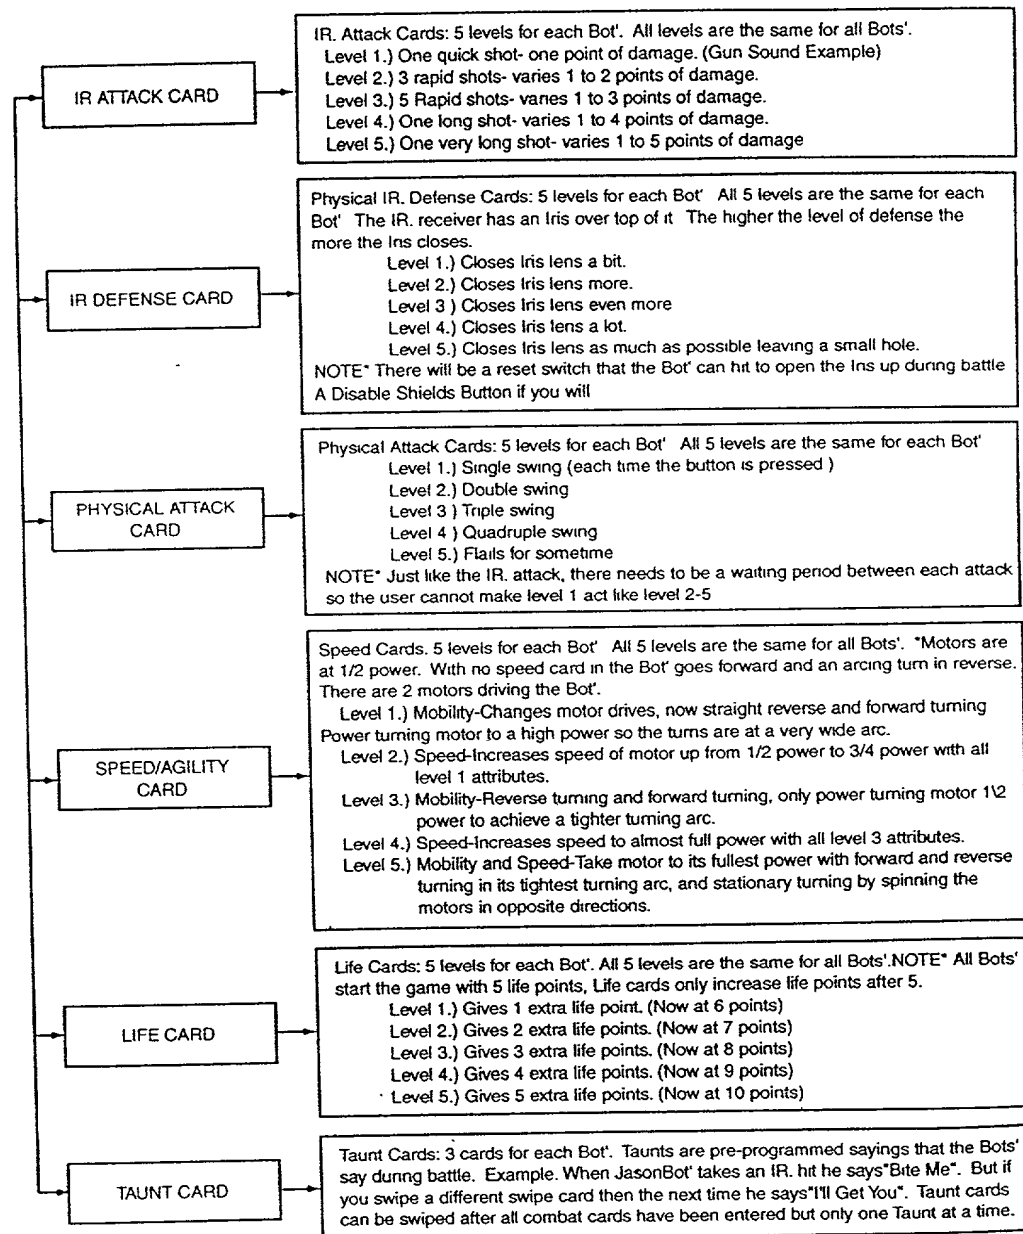 IR ATTACK CARD
IR. Attack Cards: 5 levels for each Bot'. All levels are the same for all Bots'.
Level 1.) One quick shot- one point of damage. (Gun Sound Example)
Level 2.) 3 rapid shots- varies 1 to 2 points of damage.
Level 3.) 5 Rapid shots- varies 1 to 3 points of damage.
Level 4.) One long shot- varies 1 to 4 points of damage.
Level 5.) One very long shot- varies 1 to 5 points of damage
IR DEFENSE CARD
Physical IR. Defense Cards: 5 levels for each Bot' All 5 levels are the same for each
Bot' The IR. receiver has an Iris over top of it The higher the level of defense the
more the Iris closes.
Level 1.) Closes Iris lens a bit.
Level 2.) Closes Iris lens more.
Level 3 ) Closes Iris lens even more
Level 4.) Closes Iris lens a lot.
Level 5.) Closes Iris lens as much as possible leaving a small hole.
NOTE* There will be a reset switch that the Bot' can hit to open the Iris up during battle
A Disable Shields Button if you will
PHYSICAL ATTACK
CARD
Physical Attack Cards: 5 levels for each Bot' All 5 levels are the same for each Bot'
Level 1.) Single swing (each time the button is pressed )
Level 2.) Double swing
Level 3 ) Triple swing
Level 4 ) Quadruple swing
Level 5.) Flails for sometime
NOTE* Just like the IR. attack, there needs to be a waiting period between each attack
so the user cannot make level 1 act like level 2-5
SPEED/AGILITY
CARD
Speed Cards. 5 levels for each Bot' All 5 levels are the same for all Bots'. *Motors are
at 1/2 power. With no speed card in the Bot' goes forward and an arcing turn in reverse.
There are 2 motors driving the Bot'.
Level 1.) Mobility-Changes motor drives, now straight reverse and forward turning
Power turning motor to a high power so the turns are at a very wide arc.
Level 2.) Speed-Increases speed of motor up from 1/2 power to 3/4 power with all
level 1 attributes.
Level 3.) Mobility-Reverse turning and forward turning, only power turning motor 1\2
power to achieve a tighter turning arc.
Level 4.) Speed-Increases speed to almost full power with all level 3 attributes.
Level 5.) Mobility and Speed-Take motor to its fullest power with forward and reverse
turning in its tightest turning arc, and stationary turning by spinning the
motors in opposite directions.
LIFE CARD
Life Cards: 5 levels for each Bot'. All 5 levels are the same for all Bots'.NOTE* All Bots'
start the game with 5 life points, Life cards only increase life points after 5.
Level 1.) Gives 1 extra life point. (Now at 6 points)
Level 2.) Gives 2 extra life points. (Now at 7 points)
Level 3.) Gives 3 extra life points. (Now at 8 points)
Level 4.) Gives 4 extra life points. (Now at 9 points)
Level 5.) Gives 5 extra life points. (Now at 10 points)
TAUNT CARD
Taunt Cards: 3 cards for each Bot'. Taunts are pre-programmed sayings that the Bots'
say during battle. Example. When JasonBot' takes an IR. hit he says"Bite Me". But if
you swipe a different swipe card then the next time he says"I'll Get You". Taunt cards
can be swiped after all combat cards have been entered but only one Taunt at a time.